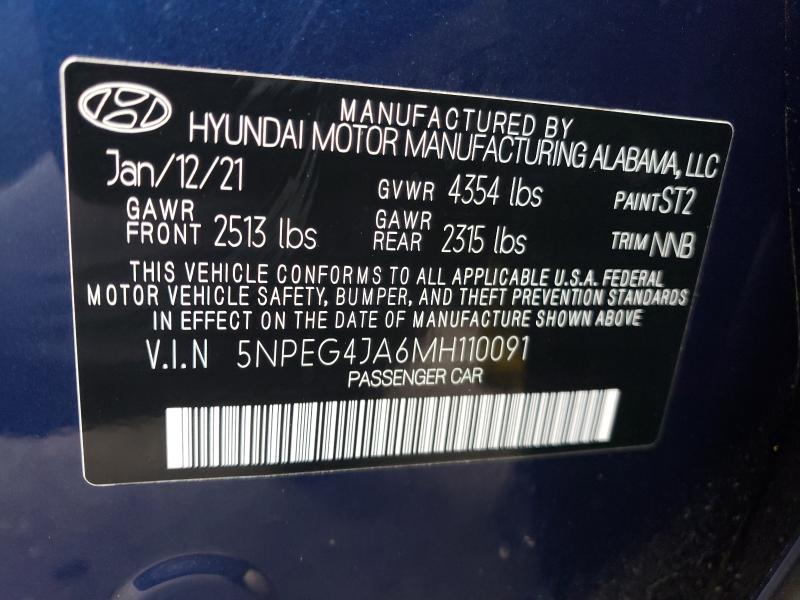 MANUFACTURED BY
HYUNDAI MOTOR MANUFACTURING ALABAMA, LLC
Jan/12/21 GVWR 4354 lbs PAINT ST2
GAWR FRONT 2513 lbs GAWR REAR 2315 lbs TRIM NNB
THIS VEHICLE CONFORMS TO ALL APPLICABLE U.S.A. FEDERAL
MOTOR VEHICLE SAFETY, BUMPER, AND THEFT PREVENTION STANDARDS
IN EFFECT ON THE DATE OF MANUFACTURE SHOWN ABOVE.
V.I.N 5NPEG4JA6MH110091
PASSENGER CAR